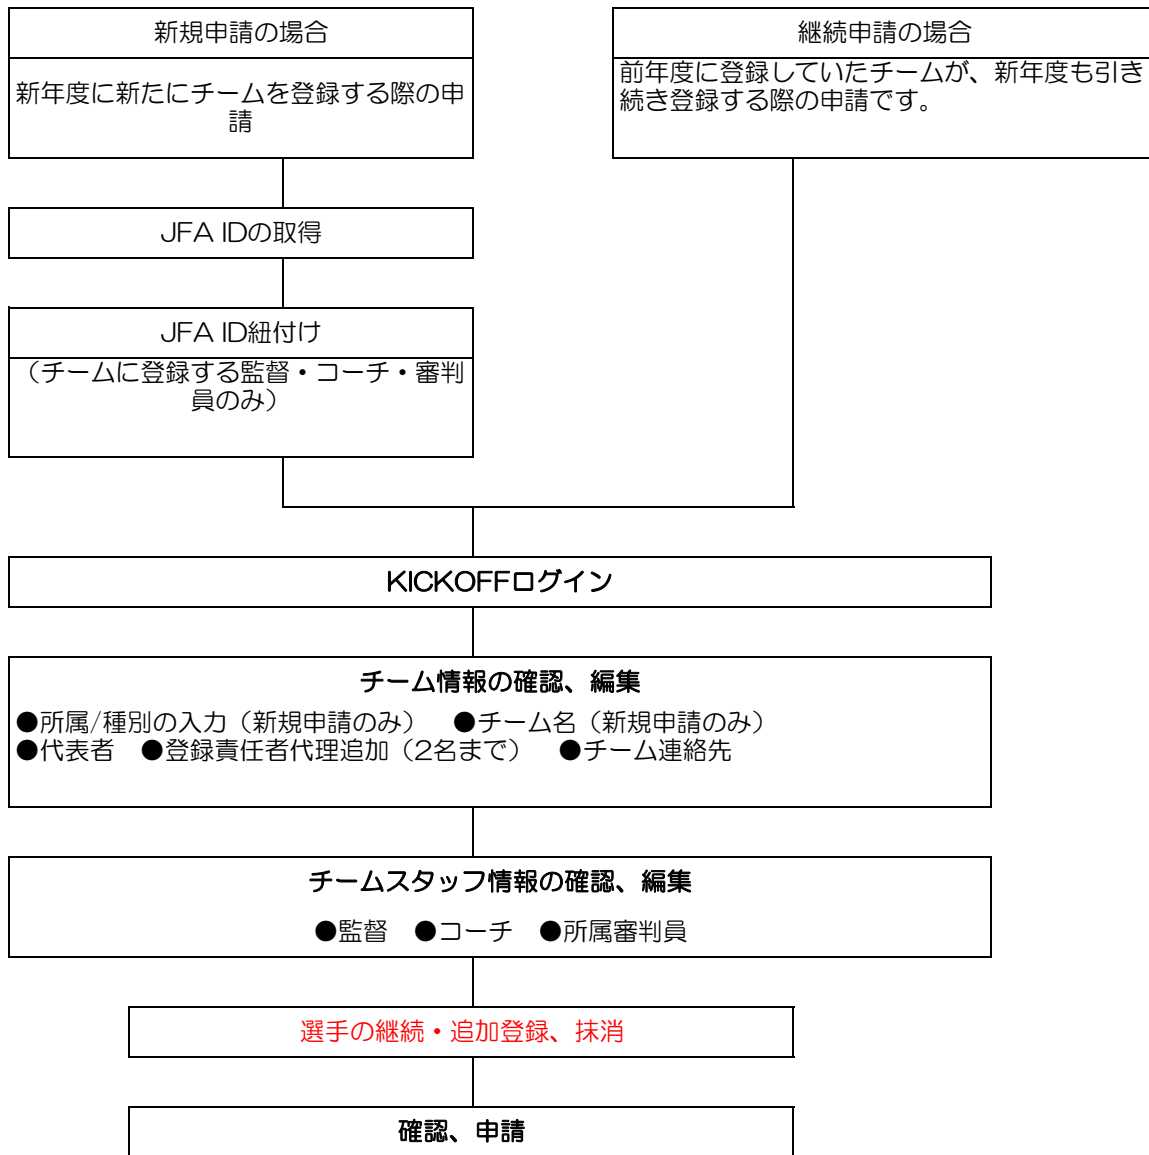 新規申請の場合
新年度に新たにチームを登録する際の申
請
継続申請の場合
前年度に登録していたチームが、新年度も引き
続き登録する際の申請です。
JFA IDの取得
JFA ID紐付け
（チームに登録する監督・コーチ・審判
員のみ）
KICKOFFログイン
チーム情報の確認、編集
●所属/種別の入力（新規申請のみ）　●チーム名（新規申請のみ）
●代表者　●登録責任者代理追加（2名まで）　●チーム連絡先
チームスタッフ情報の確認、編集
●監督　●コーチ　●所属審判員
選手の継続・追加登録、抹消
確認、申請